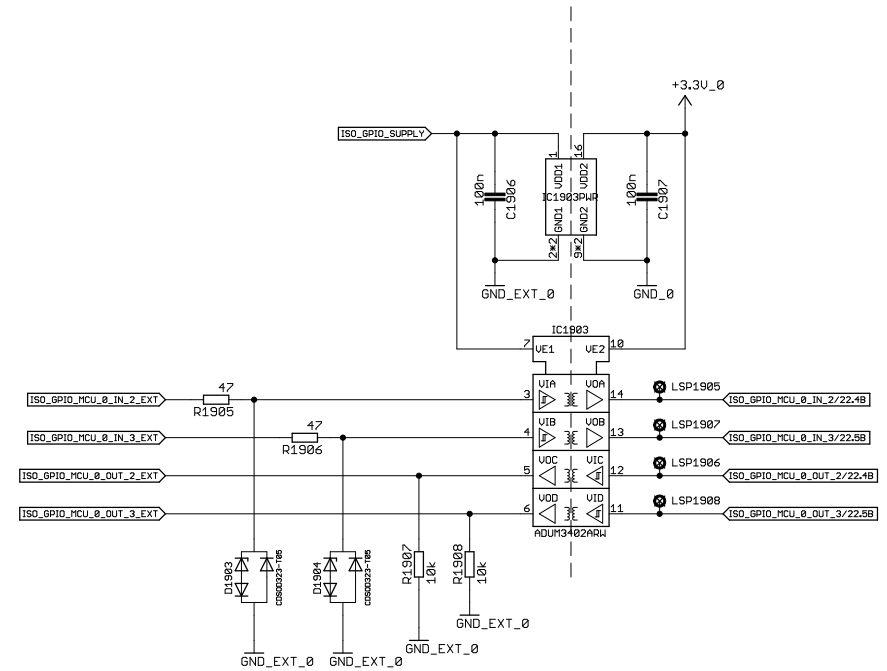 +3.3V_0
ISO_GPIO_SUPPLY
1
16
VDD1
VDD2
100n
C1906
IC1903PWR
100n
C1907
GND1
GND2
2*2
9*2
GND_EXT_0
GND_0
IC1903
7
VE1
VE2
10
ISO_GPIO_MCU_0_IN_2_EXT
47
R1905
3
VIA
VOA
14
LSP1905
ISO_GPIO_MCU_0_IN_2/22.4B
ISO_GPIO_MCU_0_IN_3_EXT
47
R1906
4
VIB
VOB
13
LSP1907
ISO_GPIO_MCU_0_IN_3/22.5B
ISO_GPIO_MCU_0_OUT_2_EXT
5
VOC
VIC
12
LSP1906
ISO_GPIO_MCU_0_OUT_2/22.4B
ISO_GPIO_MCU_0_OUT_3_EXT
6
VOD
VID
11
LSP1908
ISO_GPIO_MCU_0_OUT_3/22.5B
ADUM3402ARW
D1903
CDSOD323-T05
D1904
CDSOD323-T05
R1907
10k
R1908
10k
GND_EXT_0
GND_EXT_0
GND_EXT_0
GND_EXT_0